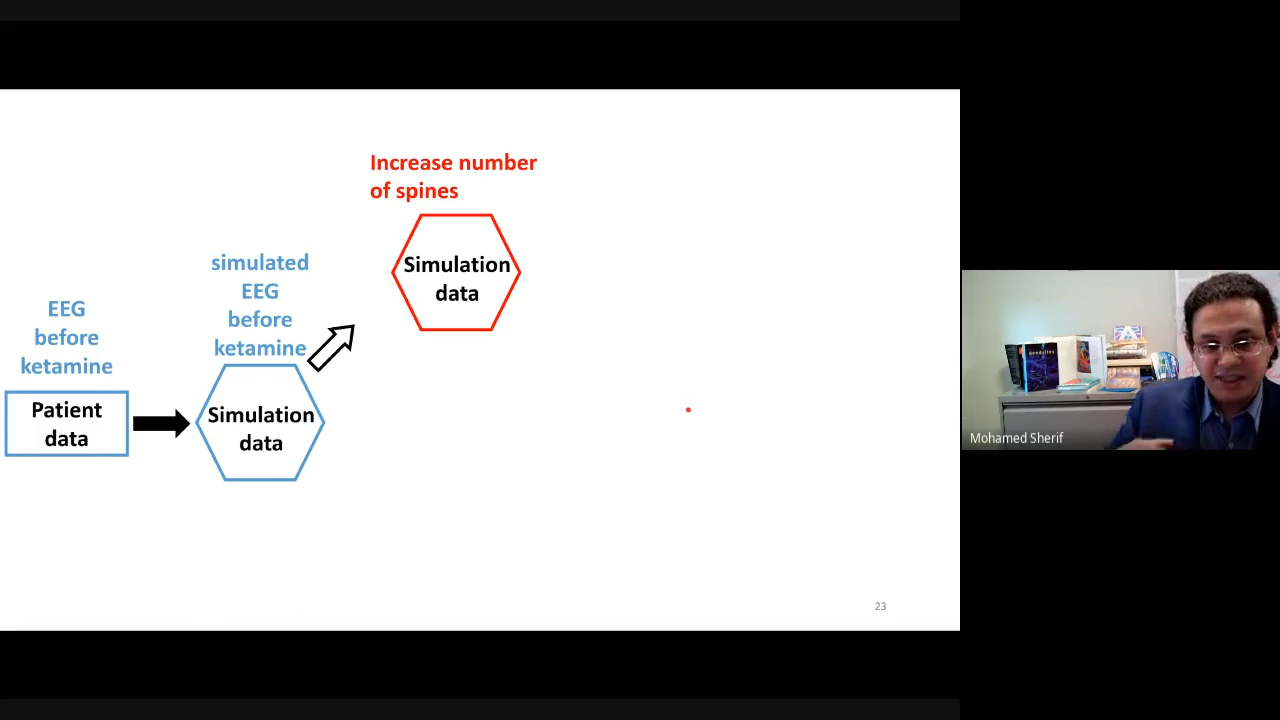 Increase number
of spines
Simulation
data
simulated
EEG
before
ketamine
Simulation
data
EEG
before
ketamine
Patient
data
23
Mohamed Sherif
dendrites